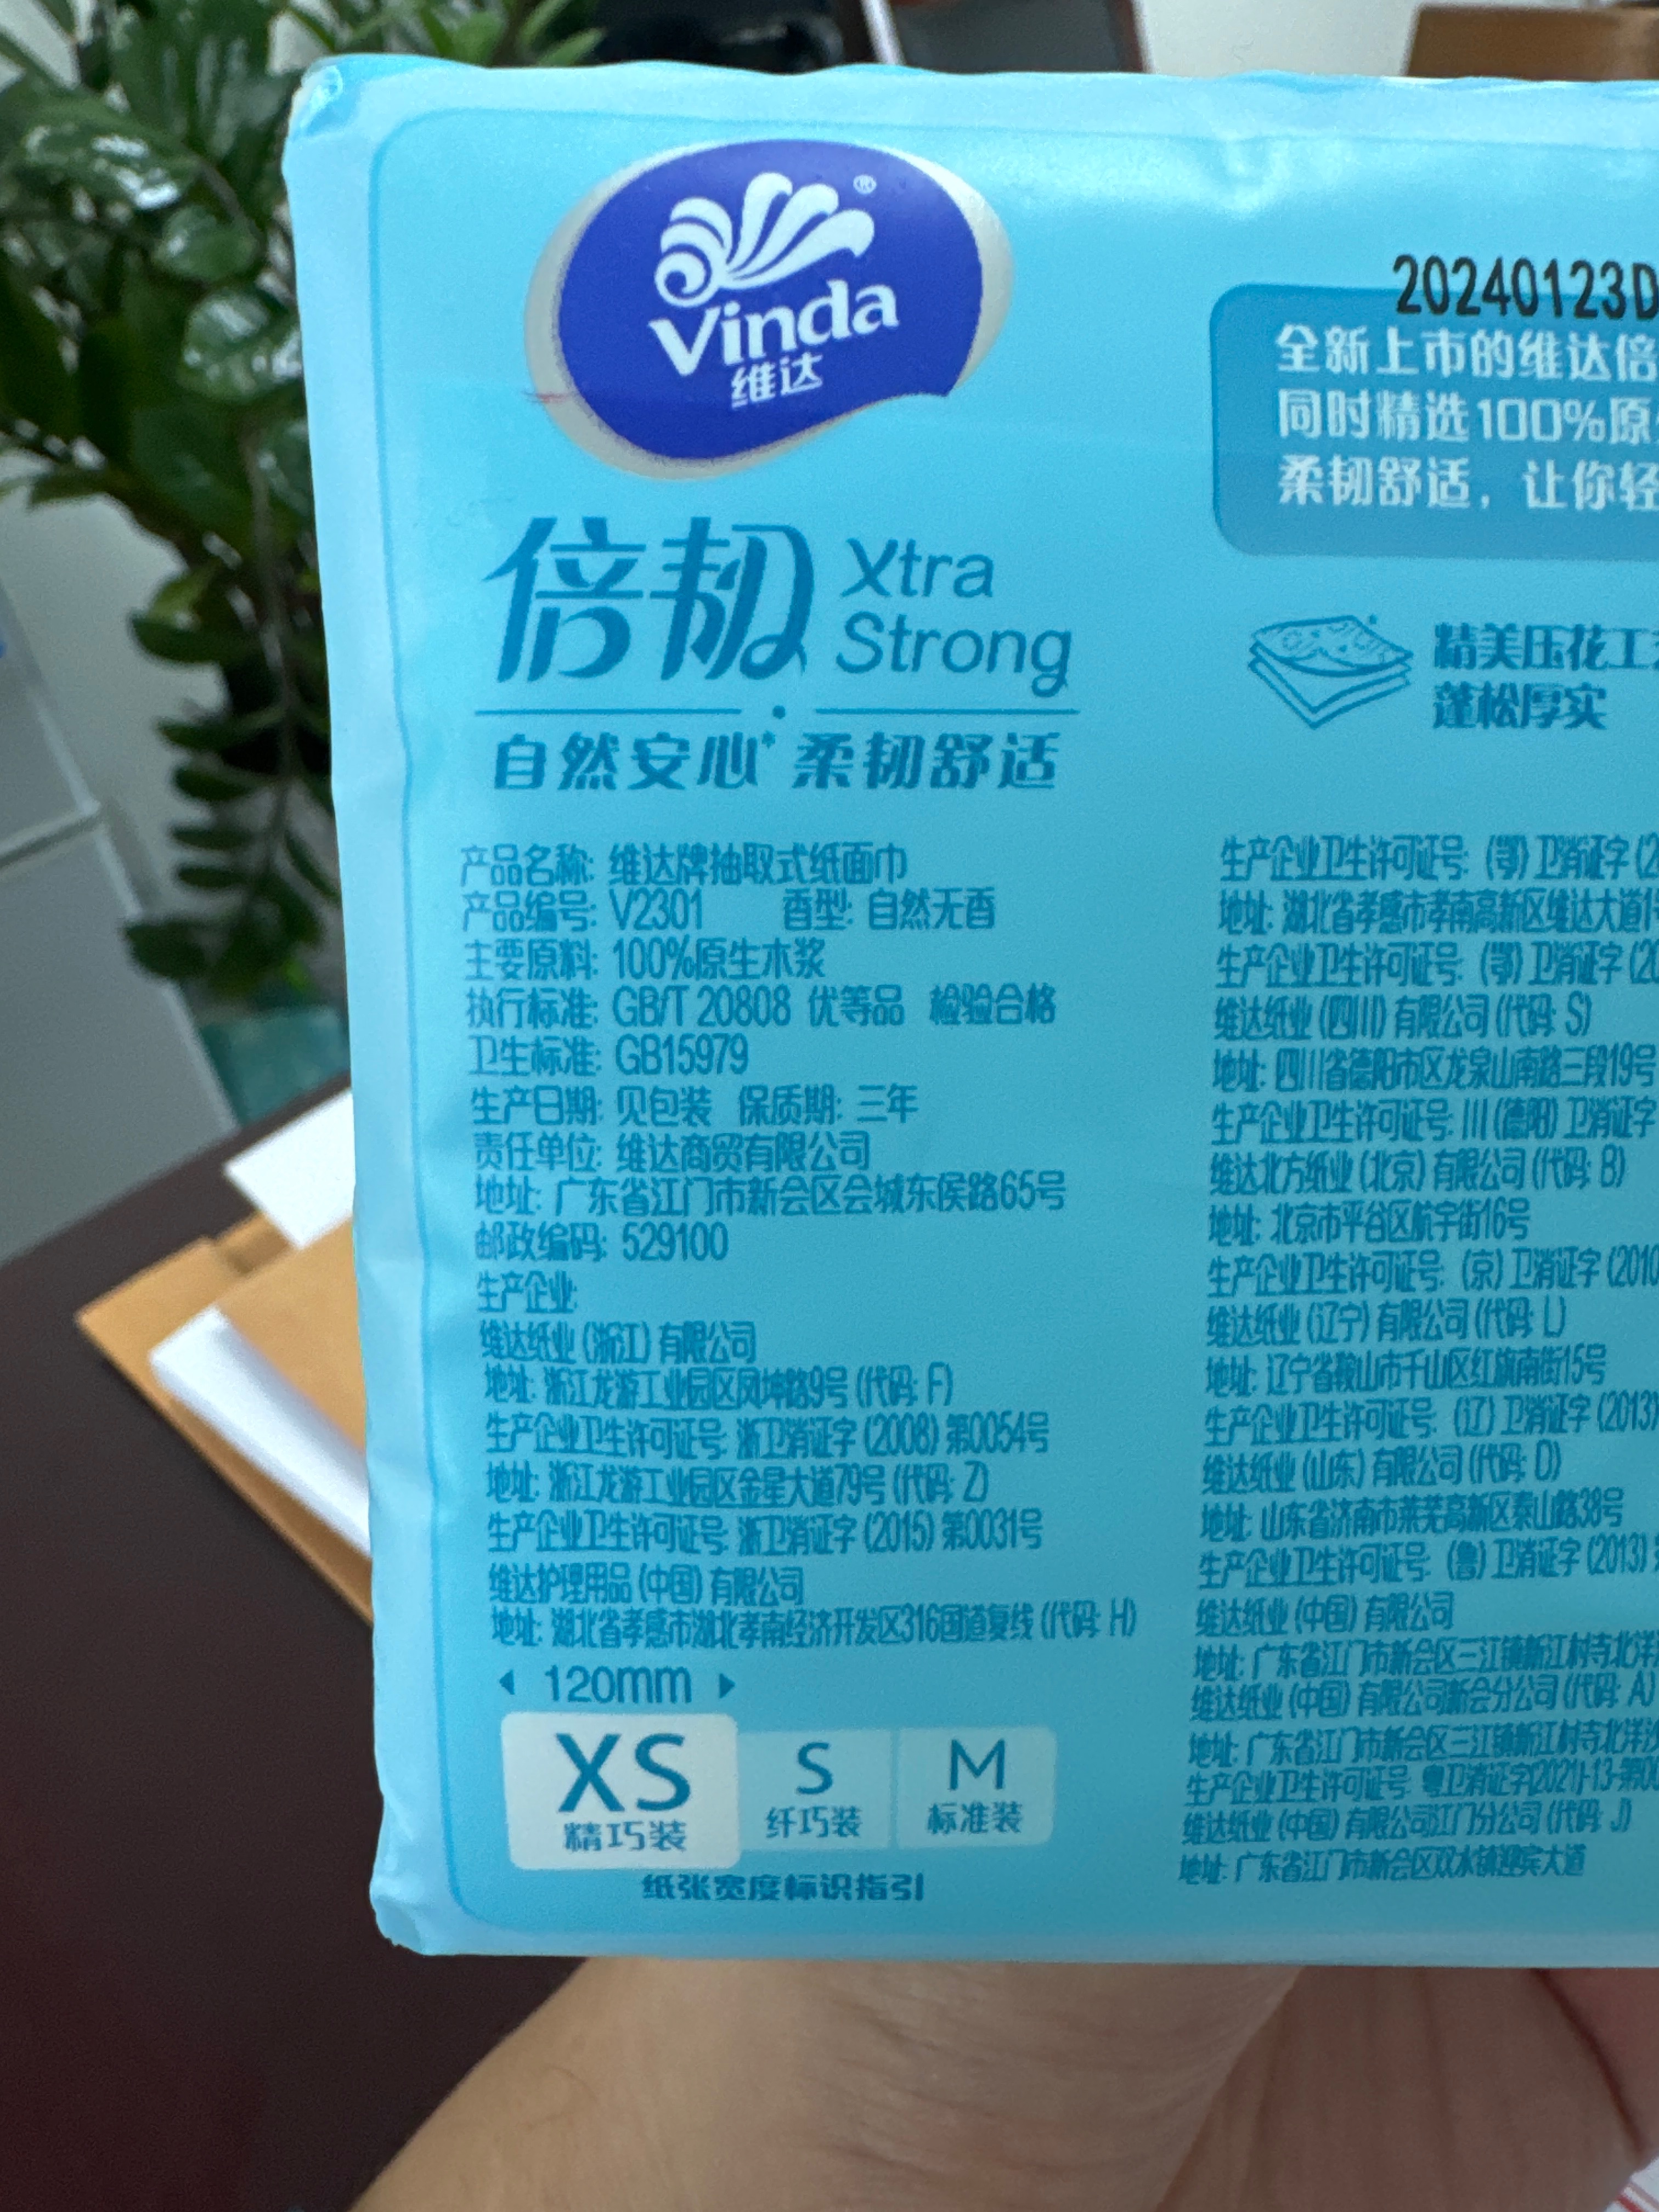 Vinda
维达
倍韧 Xtra Strong
自然安心* 柔韧舒适
产品名称: 维达牌抽取式纸面巾
产品编号: V2301 香型: 自然无香
主要原料: 100%原生木浆
执行标准: GB/T 20808 优等品 检验合格
卫生标准: GB15979
生产日期: 见包装 保质期: 三年
责任单位: 维达商贸有限公司
地址: 广东省江门市新会区会城东侯路65号
邮政编码: 529100
生产企业:
维达纸业 (浙江) 有限公司
地址: 浙江龙游工业园区凤坤路9号 (代码: F)
生产企业卫生许可证号: 浙卫消证字 (2008) 第0054号
地址: 浙江龙游工业园区金星大道79号 (代码: Z)
生产企业卫生许可证号: 浙卫消证字 (2015) 第0031号
维达护理用品 (中国) 有限公司
地址: 湖北省孝感市湖北孝南经济开发区316国道复线 (代码: H)
120mm
XS
精巧装
S
纤巧装
M
标准装
纸张宽度标识指引
20240123D
全新上市的维达倍
同时精选100%原
柔韧舒适，让你轻
精美压花工
蓬松厚实
生产企业卫生许可证号: (鄂) 卫消证字 (2
地址: 湖北省孝感市孝南高新区维达大道1
生产企业卫生许可证号: (鄂) 卫消证字 (20
维达纸业 (四川) 有限公司 (代码: S)
地址: 四川省德阳市区龙泉山南路三段19号
生产企业卫生许可证号: 川 (德阳) 卫消证字
维达北方纸业 (北京) 有限公司 (代码: B)
地址: 北京市平谷区航宇街16号
生产企业卫生许可证号: (京) 卫消证字 (2010
维达纸业 (辽宁) 有限公司 (代码: L)
地址: 辽宁省鞍山市千山区红旗南街15号
生产企业卫生许可证号: (辽) 卫消证字 (2013)
维达纸业 (山东) 有限公司 (代码: D)
地址: 山东省济南市莱芜高新区泰山路38号
生产企业卫生许可证号: (鲁) 卫消证字 (2013)
维达纸业 (中国) 有限公司
地址: 广东省江门市新会区三江镇新江村寺北洋
维达纸业 (中国) 有限公司新会分公司 (代码: A)
地址: 广东省江门市新会区三江镇新江村寺北洋沙
生产企业卫生许可证号: 粤卫消证字(2021)-13-第00
维达纸业 (中国) 有限公司江门分公司 (代码: J)
地址: 广东省江门市新会区双水镇迎宾大道